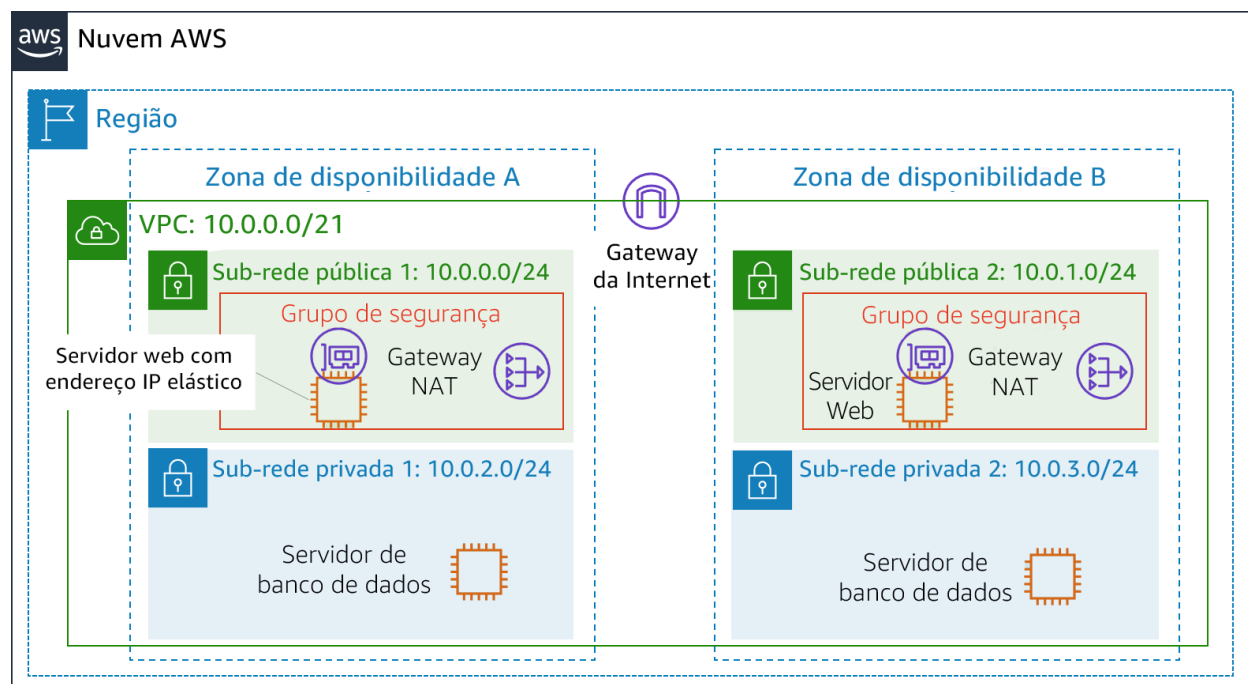 aws
Nuvem AWS
Região
Zona de disponibilidade A
Zona de disponibilidade B
VPC: 10.0.0.0/21
Gateway
da Internet
Sub-rede pública 1: 10.0.0.0/24
Grupo de segurança
Servidor web com
endereço IP elástico
Gateway
NAT
Sub-rede pública 2: 10.0.1.0/24
Grupo de segurança
Servidor
Web
Gateway
NAT
Sub-rede privada 1: 10.0.2.0/24
Servidor de
banco de dados
Sub-rede privada 2: 10.0.3.0/24
Servidor de
banco de dados